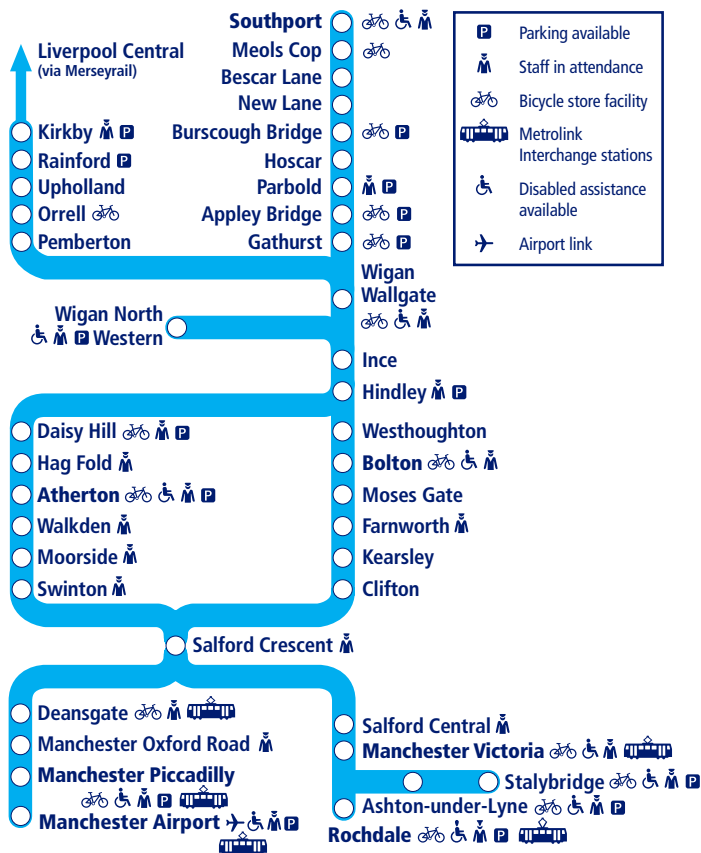 Liverpool Central
(via Merseyrail)
Kirkby P
Rainford P
Upholland
Orrell
Pemberton
Southport
Meols Cop
Bescar Lane
New Lane
Burscough Bridge P
Hoscar
Parbold P
Appley Bridge P
Gathurst P
P Parking available
Staff in attendance
Bicycle store facility
Metrolink
Interchange stations
Disabled assistance
available
Airport link
Wigan
Wallgate
Wigan North
P Western
Ince
Hindley P
Daisy Hill P
Hag Fold
Atherton P
Walkden
Moorside
Swinton
Westhoughton
Bolton
Moses Gate
Farnworth
Kearsley
Clifton
Salford Crescent
Deansgate
Manchester Oxford Road
Manchester Piccadilly
P
Manchester Airport P
Salford Central
Manchester Victoria
Stalybridge P
Ashton-under-Lyne P
Rochdale P